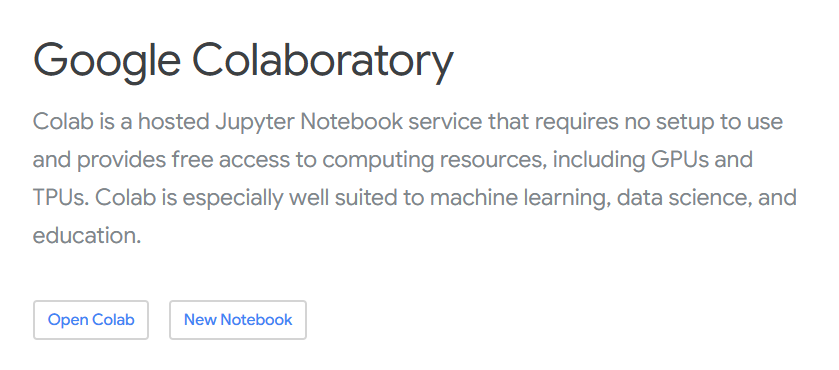 Google Colaboratory
Colab is a hosted Jupyter Notebook service that requires no setup to use
and provides free access to computing resources, including GPUs and
TPUs. Colab is especially well suited to machine learning, data science, and
education.
Open Colab
New Notebook